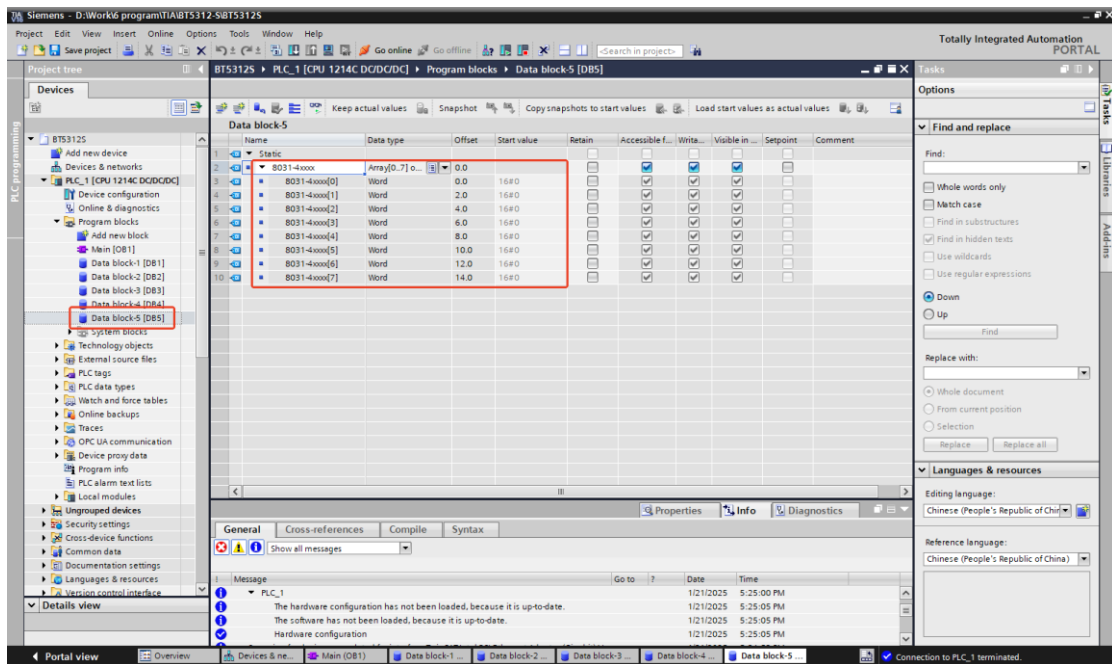 Siemens - D:\Work\6 program\TIA\BT5312-S\BT5312S
Project Edit View Insert Online Options Tools Window Help
Totally Integrated Automation
PORTAL
Save project Go online Go offline <Search in project>
Project tree
BT5312S PLC_1 [CPU 1214C DC/DC/DC] Program blocks Data block-5 [DB5]
Tasks
Devices
Options
Keep actual values Snapshot Copy snapshots to start values Load start values as actual values
Data block-5
Name Data type Offset Start value Retain Accessible f... Writa... Visible in ... Setpoint Comment
1 Static
2 8031-4xxxx Array[0..7] o... 0.0
3 8031-4xxxx[0] Word 0.0 16#0
4 8031-4xxxx[1] Word 2.0 16#0
5 8031-4xxxx[2] Word 4.0 16#0
6 8031-4xxxx[3] Word 6.0 16#0
7 8031-4xxxx[4] Word 8.0 16#0
8 8031-4xxxx[5] Word 10.0 16#0
9 8031-4xxxx[6] Word 12.0 16#0
10 8031-4xxxx[7] Word 14.0 16#0
PLC programming
BT5312S
Add new device
Devices & networks
PLC_1 [CPU 1214C DC/DC/DC]
Device configuration
Online & diagnostics
Program blocks
Add new block
Main [OB1]
Data block-1 [DB1]
Data block-2 [DB2]
Data block-3 [DB3]
Data block-4 [DB4]
Data block-5 [DB5]
System blocks
Technology objects
External source files
PLC tags
PLC data types
Watch and force tables
Online backups
Traces
OPC UA communication
Device proxy data
Program info
PLC alarm text lists
Local modules
Ungrouped devices
Security settings
Cross-device functions
Common data
Documentation settings
Languages & resources
Version control interface
Details view
Find and replace
Find:
Whole words only
Match case
Find in substructures
Find in hidden texts
Use wildcards
Use regular expressions
Down
Up
Find
Replace with:
Whole document
From current position
Selection
Replace Replace all
Languages & resources
Editing language:
Chinese (People's Republic of Chin
Reference language:
Chinese (People's Republic of China)
Tasks
Libraries
Add-ins
Properties Info Diagnostics
General Cross-references Compile Syntax
Show all messages
! Message Go to ? Date Time
PLC_1 1/21/2025 5:25:00 PM
The hardware configuration has not been loaded, because it is up-to-date. 1/21/2025 5:25:05 PM
The software has not been loaded, because it is up-to-date. 1/21/2025 5:25:05 PM
Hardware configuration 1/21/2025 5:25:05 PM
Portal view Overview Devices & ne... Main (OB1) Data block-1 ... Data block-2 ... Data block-3 ... Data block-4 ... Data block-5 ... Connection to PLC_1 terminated.